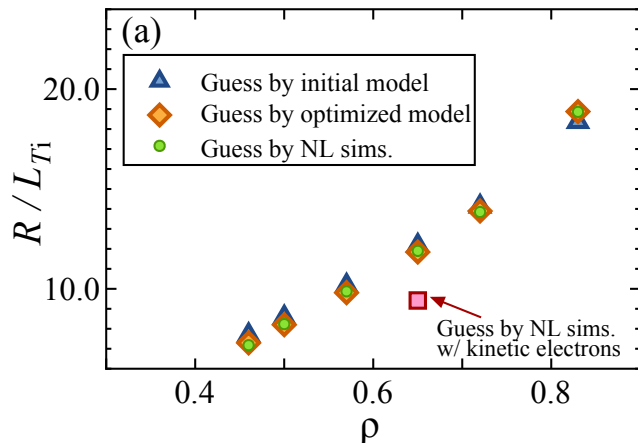 (a)
Guess by initial model
Guess by optimized model
Guess by NL sims.
20.0
10.0
R / L_Ti
Guess by NL sims.
w/ kinetic electrons
0.4
0.6
0.8
ρ